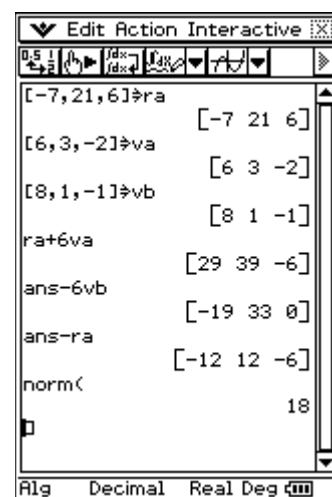 Edit Action Interactive
[-7,21,6]⇒ra
[-7 21 6]
[6,3,-2]⇒va
[6 3 -2]
[8,1,-1]⇒vb
[8 1 -1]
ra+6va
[29 39 -6]
ans-6vb
[-19 33 0]
ans-ra
[-12 12 -6]
norm(
18
Alg Decimal Real Deg